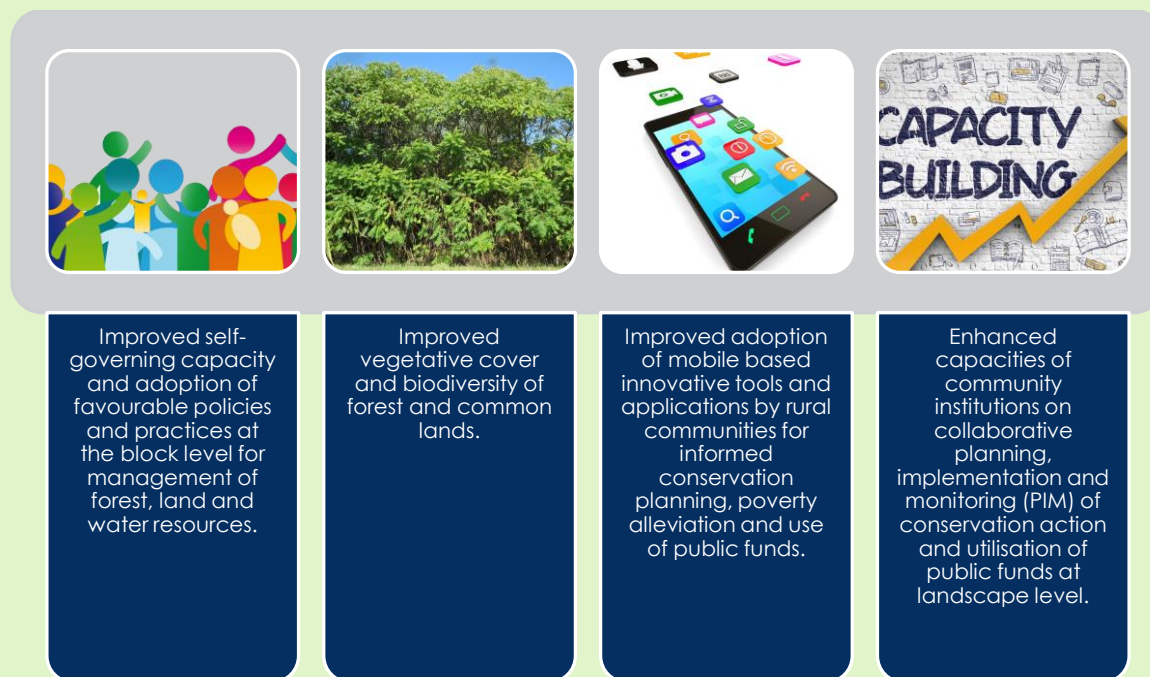 CAPACITY
BUILDING
Improved self-
governing capacity
and adoption of
favourable policies
and practices at
the block level for
management of
forest, land and
water resources.
Improved
vegetative cover
and biodiversity of
forest and common
lands.
Improved adoption
of mobile based
innovative tools and
applications by rural
communities for
informed
conservation
planning, poverty
alleviation and use
of public funds.
Enhanced
capacities of
community
institutions on
collaborative
planning,
implementation and
monitoring (PIM) of
conservation action
and utilisation of
public funds at
landscape level.